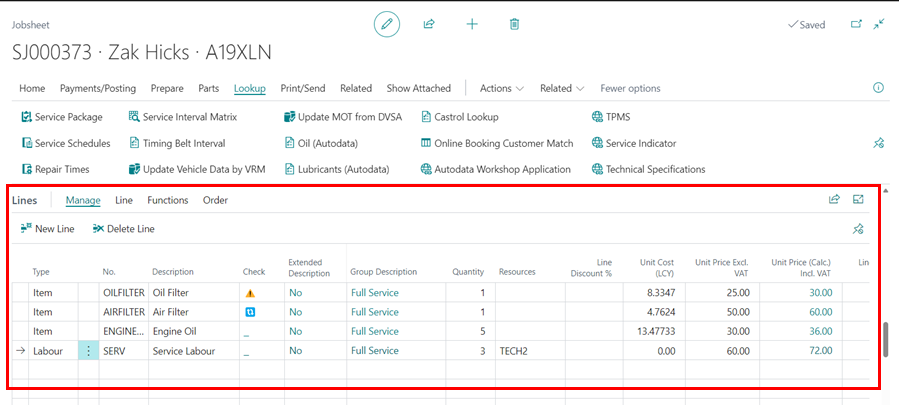 Jobsheet
Saved
SJ000373 · Zak Hicks · A19XLN
Home Payments/Posting Prepare Parts Lookup Print/Send Related Show Attached Actions Related Fewer options
Service Package Service Interval Matrix Update MOT from DVSA Castrol Lookup TPMS
Service Schedules Timing Belt Interval Oil (Autodata) Online Booking Customer Match Service Indicator
Repair Times Update Vehicle Data by VRM Lubricants (Autodata) Autodata Workshop Application Technical Specifications
Lines Manage Line Functions Order
New Line Delete Line
Type No. Description Check Extended Description Group Description Quantity Resources Line Discount % Unit Cost (LCY) Unit Price Excl. VAT Unit Price (Calc.) Incl. VAT Lin
Item OILFILTER Oil Filter No Full Service 1 8.3347 25.00 30.00
Item AIRFILTER Air Filter No Full Service 1 4.7624 50.00 60.00
Item ENGINE... Engine Oil _ No Full Service 5 13.47733 30.00 36.00
Labour SERV Service Labour _ No Full Service 3 TECH2 0.00 60.00 72.00